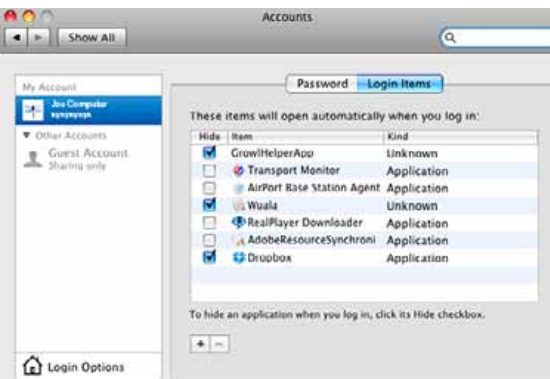 Accounts
Show All
My Account
Joe Computer
Other Accounts
Guest Account
Sharing only
Login Options
Password Login Items
These items will open automatically when you log in:
Hide Item Kind
GrowlHelperApp Unknown
Transport Monitor Application
AirPort Base Station Agent Application
Wuala Unknown
RealPlayer Downloader Application
AdobeResourceSynchroni Application
Dropbox Application
To hide an application when you log in, click its Hide checkbox.